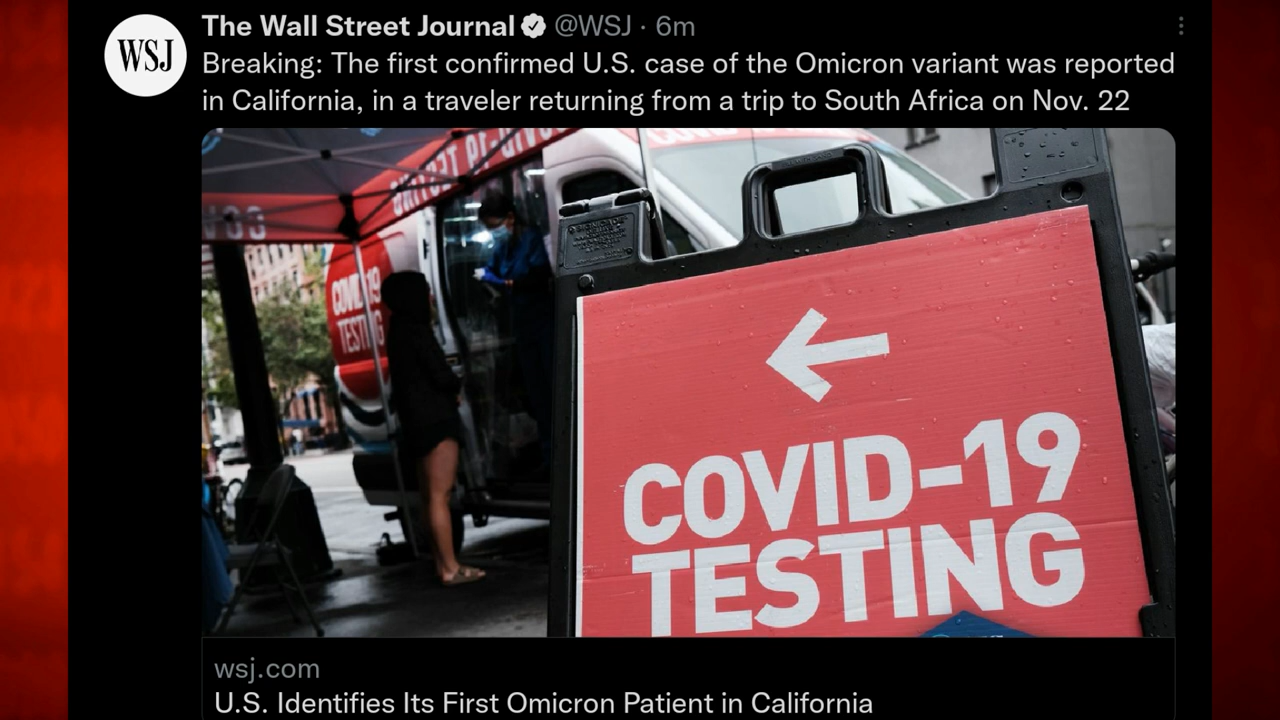 WSJ
The Wall Street Journal @WSJ · 6m
Breaking: The first confirmed U.S. case of the Omicron variant was reported
in California, in a traveler returning from a trip to South Africa on Nov. 22
COVID-19
TESTING
←
COVID-19
TESTING
wsj.com
U.S. Identifies Its First Omicron Patient in California